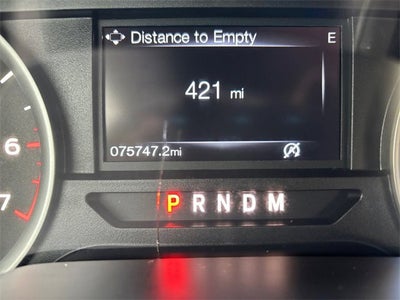 Distance to Empty E
421 mi
075747.2mi
6
P R N D M
7